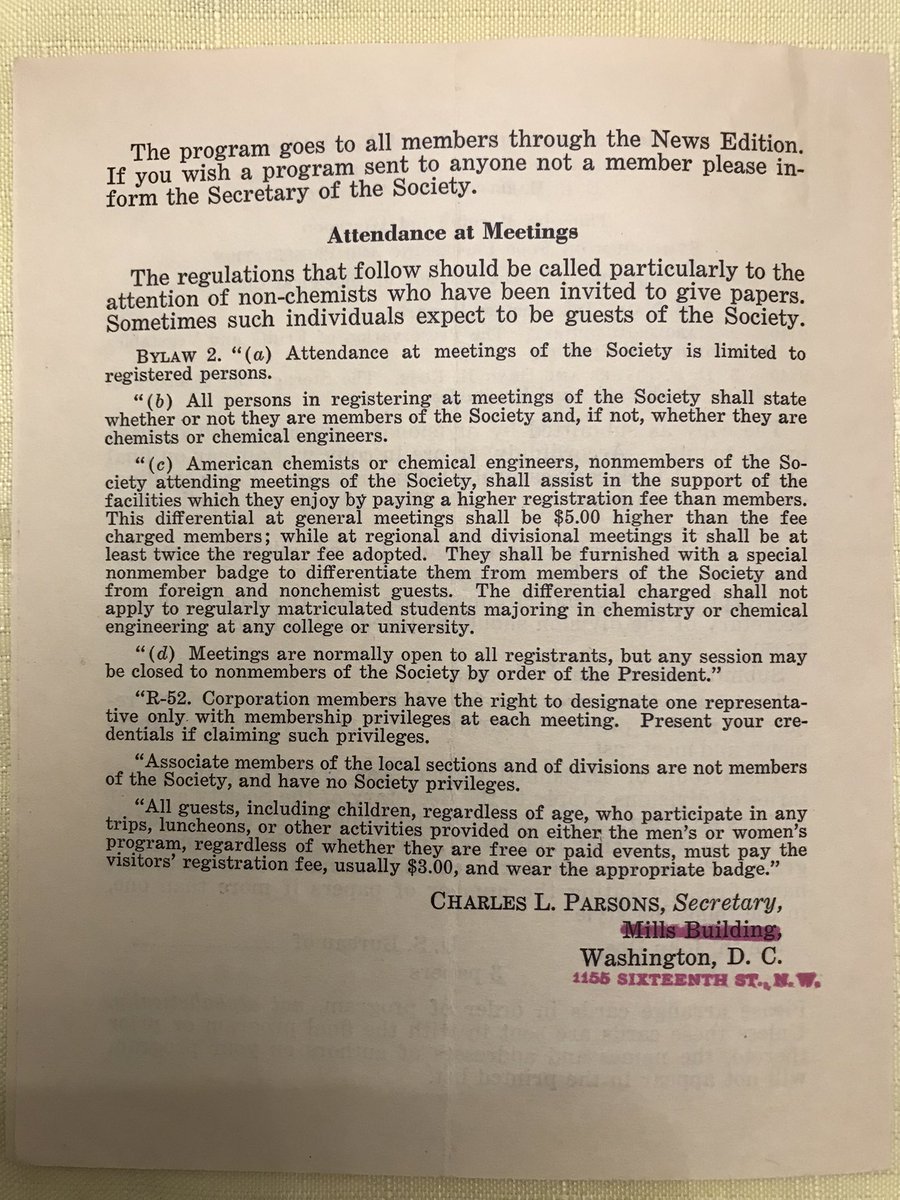 The program goes to all members through the News Edition.
If you wish a program sent to anyone not a member please in-
form the Secretary of the Society.
Attendance at Meetings
The regulations that follow should be called particularly to the
attention of non-chemists who have been invited to give papers.
Sometimes such individuals expect to be guests of the Society.
BYLAW 2. “(a) Attendance at meetings of the Society is limited to
registered persons.
“(b) All persons in registering at meetings of the Society shall state
whether or not they are members of the Society and, if not, whether they are
chemists or chemical engineers.
“(c) American chemists or chemical engineers, nonmembers of the So-
ciety attending meetings of the Society, shall assist in the support of the
facilities which they enjoy by paying a higher registration fee than members.
This differential at general meetings shall be $5.00 higher than the fee
charged members; while at regional and divisional meetings it shall be at
least twice the regular fee adopted. They shall be furnished with a special
nonmember badge to differentiate them from members of the Society and
from foreign and nonchemist guests. The differential charged shall not
apply to regularly matriculated students majoring in chemistry or chemical
engineering at any college or university.
“(d) Meetings are normally open to all registrants, but any session may
be closed to nonmembers of the Society by order of the President.”
“R-52. Corporation members have the right to designate one representa-
tive only with membership privileges at each meeting. Present your cre-
dentials if claiming such privileges.
“Associate members of the local sections and of divisions are not members
of the Society, and have no Society privileges.
“All guests, including children, regardless of age, who participate in any
trips, luncheons, or other activities provided on either the men’s or women’s
program, regardless of whether they are free or paid events, must pay the
visitors’ registration fee, usually $3.00, and wear the appropriate badge.”
CHARLES L. PARSONS, Secretary,
Mills Building,
Washington, D. C.
1155 SIXTEENTH ST., N. W.